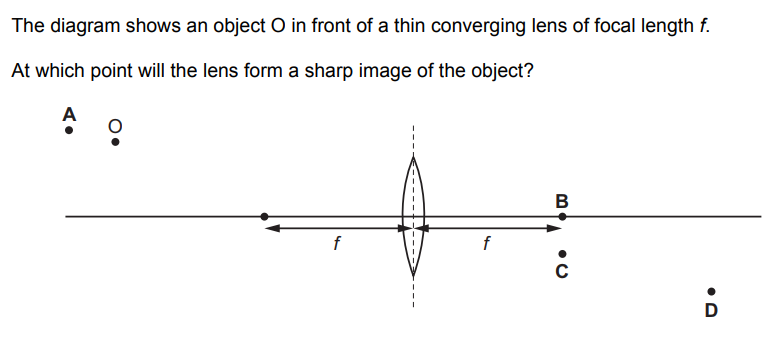 The diagram shows an object O in front of a thin converging lens of focal length f.
At which point will the lens form a sharp image of the object?
A
O
B
f
f
C
D